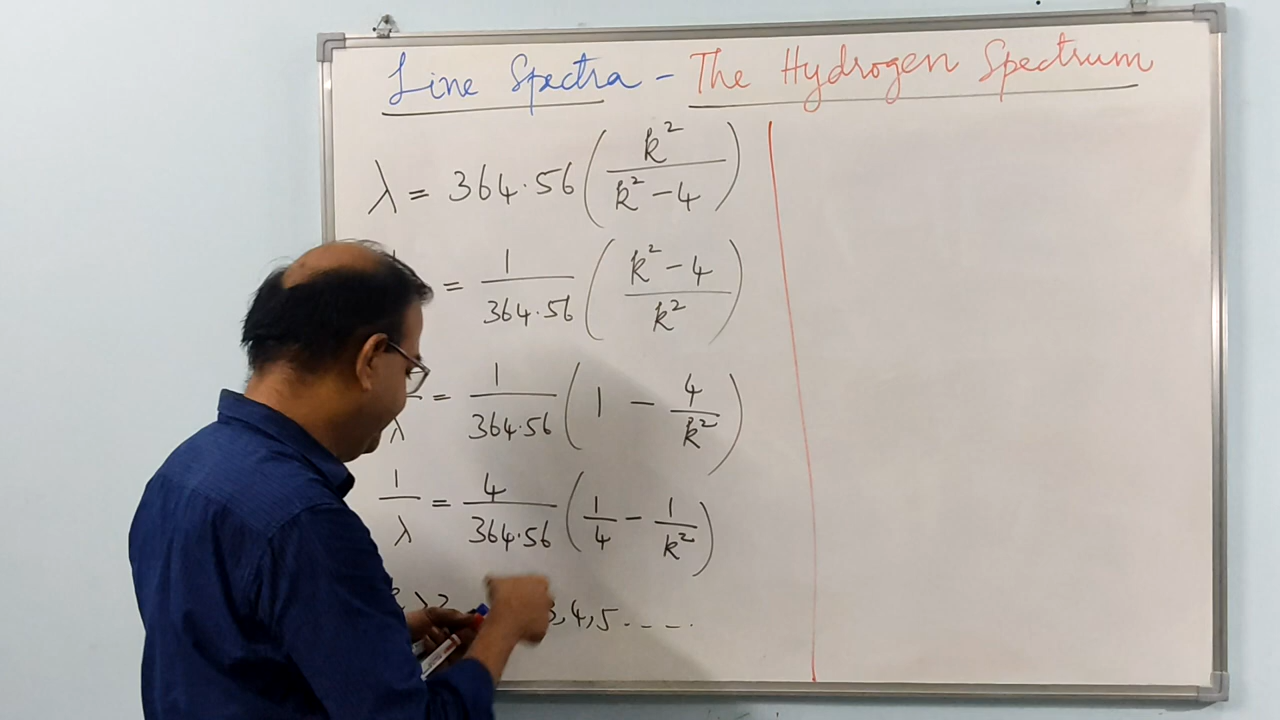 Line Spectra - The Hydrogen Spectrum
λ = 364.56 ( k² / k² - 4 )
= 1 / 364.56 ( k² - 4 / k² )
λ = 1 / 364.56 ( 1 - 4 / k² )
1 / λ = 4 / 364.56 ( 1 / 4 - 1 / k² )
3, 4, 5 - - - -